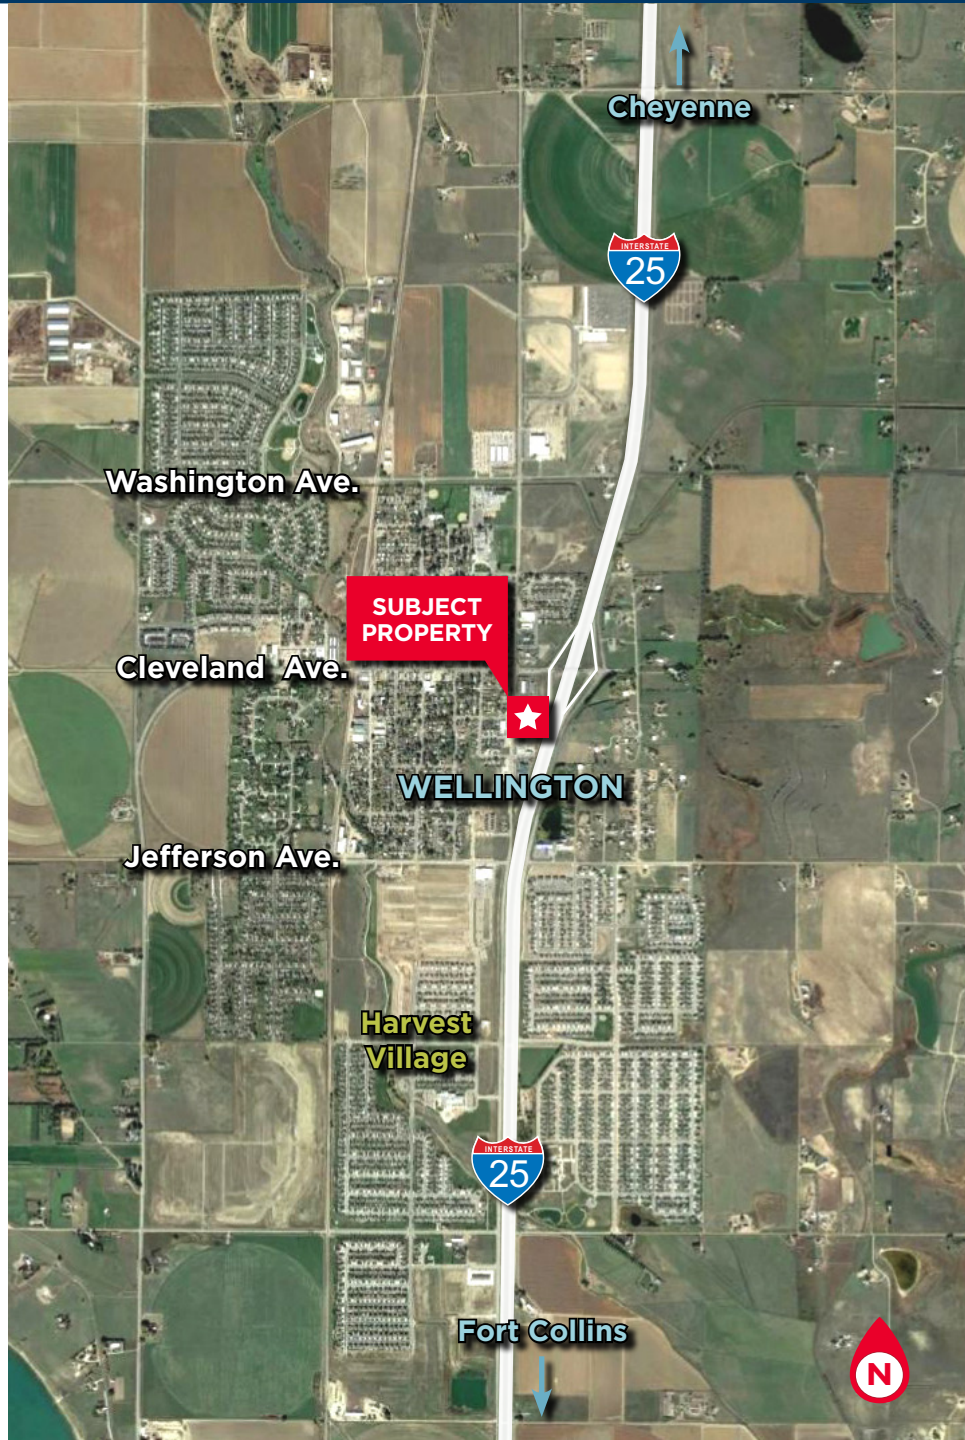 Cheyenne
INTERSTATE
25
Washington Ave.
SUBJECT
PROPERTY
Cleveland Ave.
WELLINGTON
Jefferson Ave.
Harvest
Village
INTERSTATE
25
Fort Collins
N